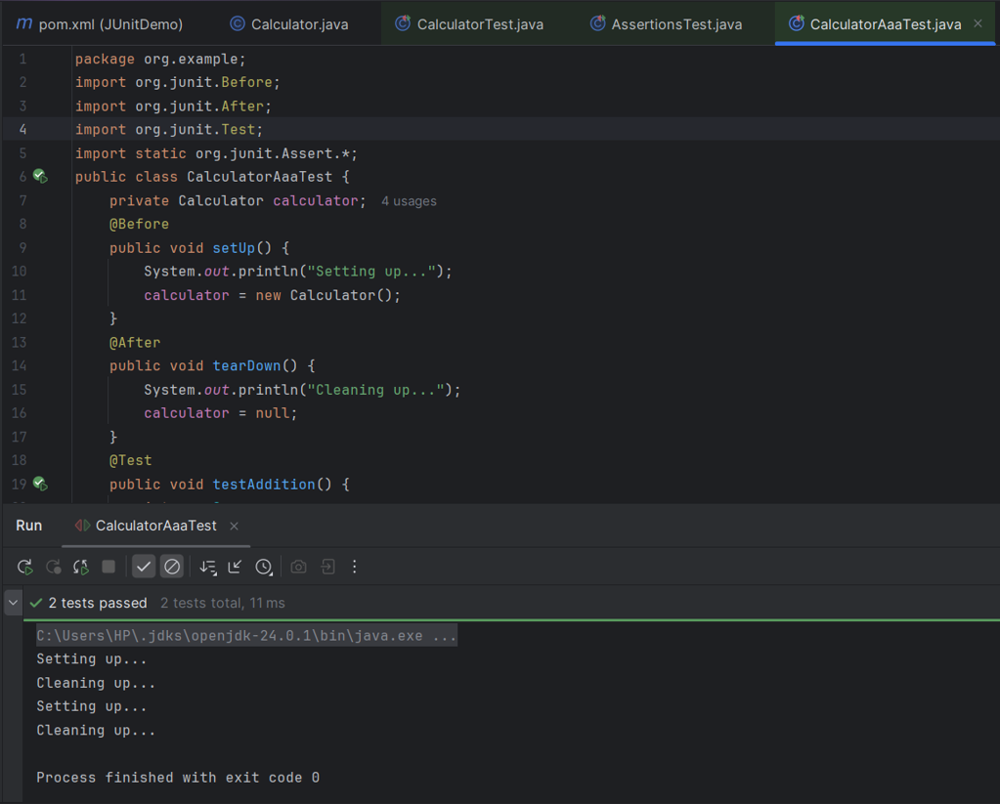 m pom.xml (JUnitDemo) Calculator.java CalculatorTest.java AssertionsTest.java CalculatorAaaTest.java
1 package org.example;
2 import org.junit.Before;
3 import org.junit.After;
4 import org.junit.Test;
5 import static org.junit.Assert.*;
6 public class CalculatorAaaTest {
7 private Calculator calculator; 4 usages
8 @Before
9 public void setUp() {
10 System.out.println("Setting up...");
11 calculator = new Calculator();
12 }
13 @After
14 public void tearDown() {
15 System.out.println("Cleaning up...");
16 calculator = null;
17 }
18 @Test
19 public void testAddition() {
Run CalculatorAaaTest
2 tests passed 2 tests total, 11 ms
C:\Users\HP\.jdks\openjdk-24.0.1\bin\java.exe ...
Setting up...
Cleaning up...
Setting up...
Cleaning up...
Process finished with exit code 0